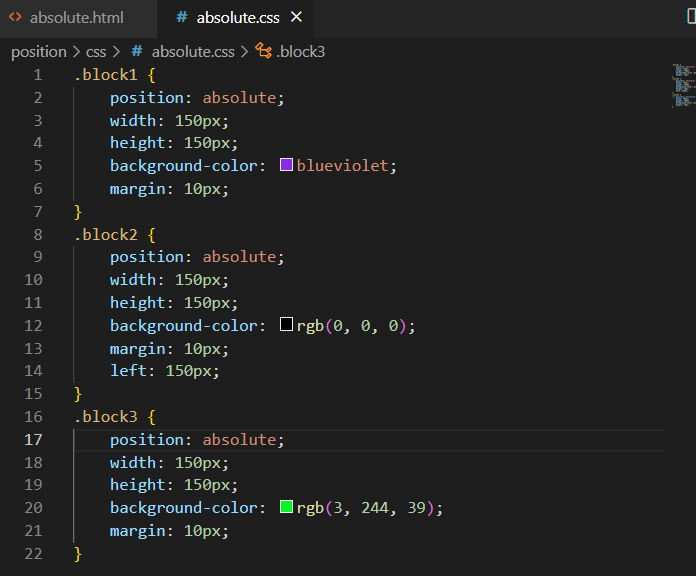 absolute.html
# absolute.css ×
position > css > # absolute.css > .block3
1 .block1 {
2 position: absolute;
3 width: 150px;
4 height: 150px;
5 background-color: blueviolet;
6 margin: 10px;
7 }
8 .block2 {
9 position: absolute;
10 width: 150px;
11 height: 150px;
12 background-color: rgb(0, 0, 0);
13 margin: 10px;
14 left: 150px;
15 }
16 .block3 {
17 position: absolute;
18 width: 150px;
19 height: 150px;
20 background-color: rgb(3, 244, 39);
21 margin: 10px;
22 }